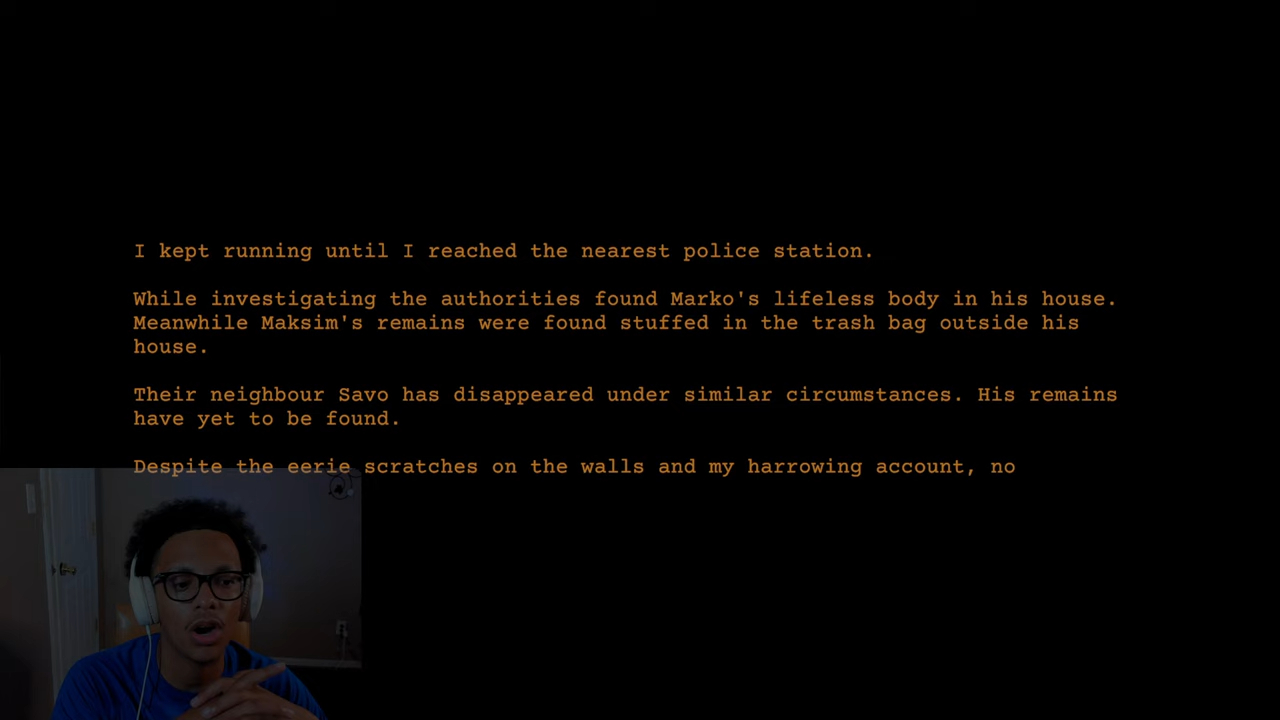 I kept running until I reached the nearest police station.
While investigating the authorities found Marko's lifeless body in his house.
Meanwhile Maksim's remains were found stuffed in the trash bag outside his
house.
Their neighbour Savo has disappeared under similar circumstances. His remains
have yet to be found.
Despite the eerie scratches on the walls and my harrowing account, no